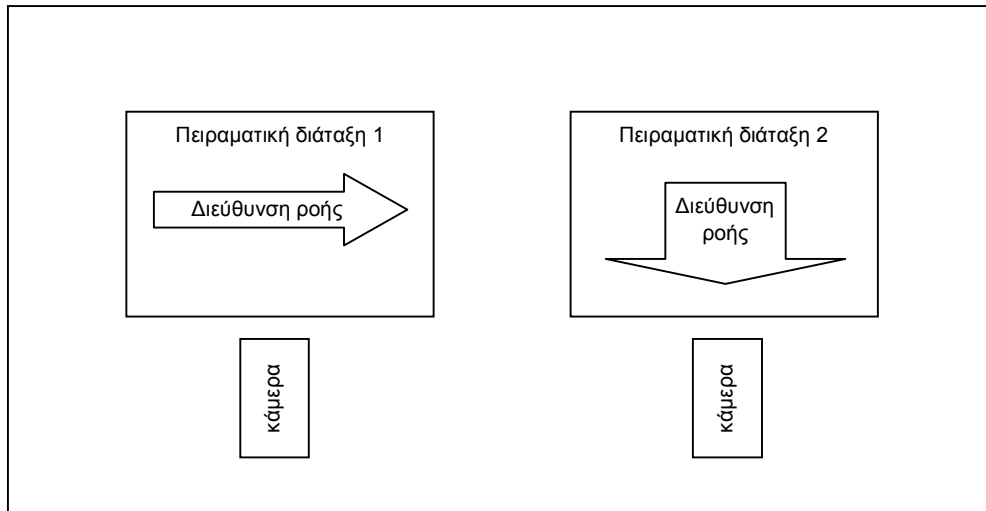 Πειραματική διάταξη 1
Διεύθυνση ροής
κάμερα
Πειραματική διάταξη 2
Διεύθυνση
ροής
κάμερα